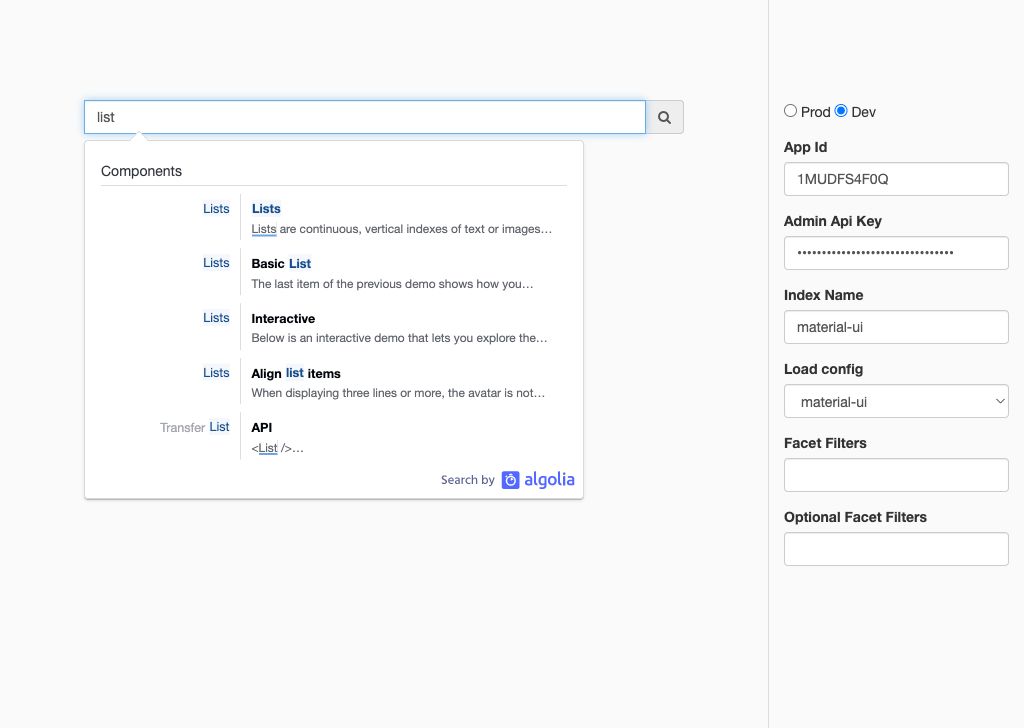 list
Components
Lists
Lists
Lists are continuous, vertical indexes of text or images…
Lists
Basic List
The last item of the previous demo shows how you…
Lists
Interactive
Below is an interactive demo that lets you explore the…
Lists
Align list items
When displaying three lines or more, the avatar is not…
Transfer List
API
<List />…
Search by algolia
Prod Dev
App Id
1MUDFS4F0Q
Admin Api Key
••••••••••••••••••••••••••••••••
Index Name
material-ui
Load config
material-ui
Facet Filters
Optional Facet Filters